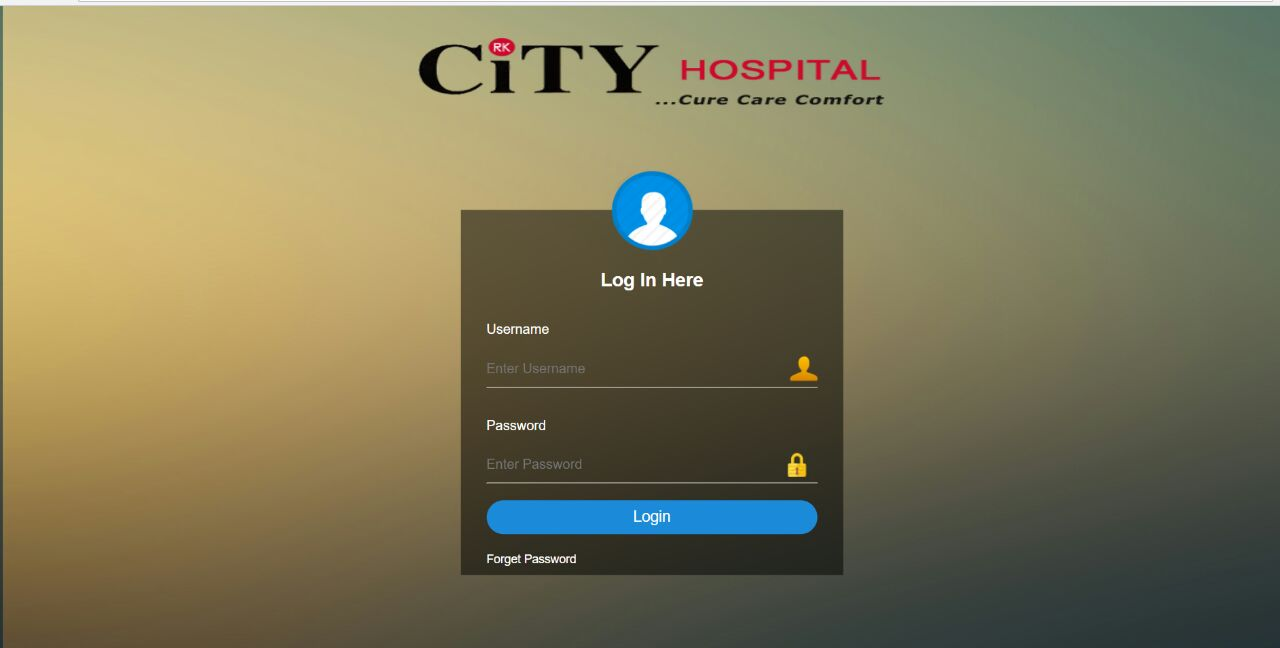 RK
CiTY HOSPITAL
...Cure Care Comfort
Log In Here
Username
Enter Username
Password
Enter Password
Login
Forget Password